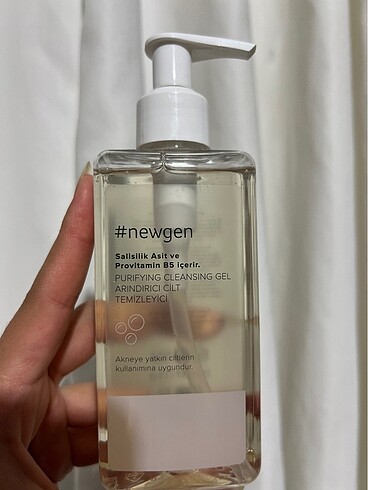 #newgen
Salisilik Asit ve
Provitamin B5 içerir.
PURIFYING CLEANSING GEL
ARINDIRICI CİLT
TEMİZLEYİCİ
Akneye yatkın ciltlerin
kullanımına uygundur.